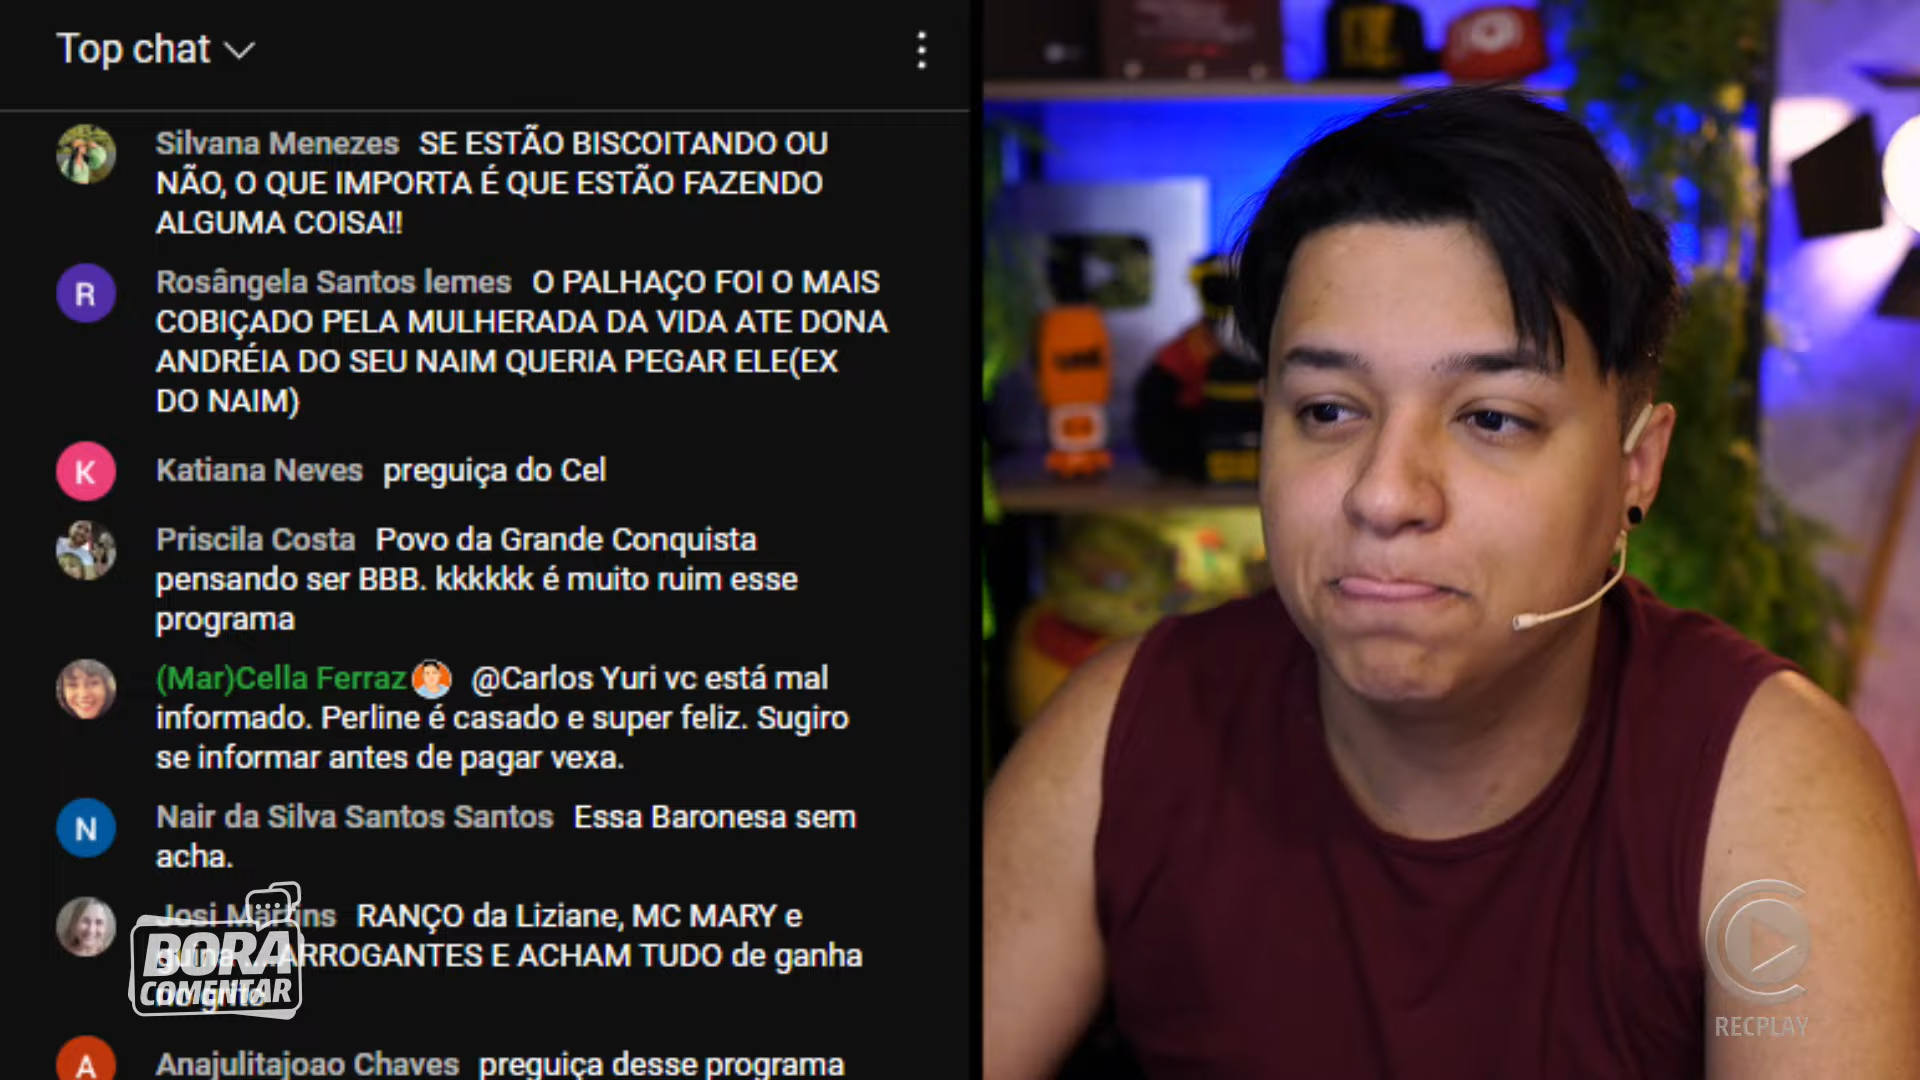 Top chat
Silvana Menezes SE ESTÃO BISCOITANDO OU
NÃO, O QUE IMPORTA É QUE ESTÃO FAZENDO
ALGUMA COISA!!
R
Rosângela Santos lemes O PALHAÇO FOI O MAIS
COBIÇADO PELA MULHERADA DA VIDA ATE DONA
ANDRÉIA DO SEU NAIM QUERIA PEGAR ELE(EX
DO NAIM)
K
Katiana Neves preguiça do Cel
Priscila Costa Povo da Grande Conquista
pensando ser BBB. kkkkkk é muito ruim esse
programa
(Mar)Cella Ferraz @Carlos Yuri vc está mal
informado. Perline é casado e super feliz. Sugiro
se informar antes de pagar vexa.
N
Nair da Silva Santos Santos Essa Baronesa sem
acha.
Josi Martins RANÇO da Liziane, MC MARY e
guina ...ARROGANTES E ACHAM TUDO de ganha
no grito
BORA
COMENTAR
A
Anajulitajoao Chaves preguiça desse programa
RECPLAY